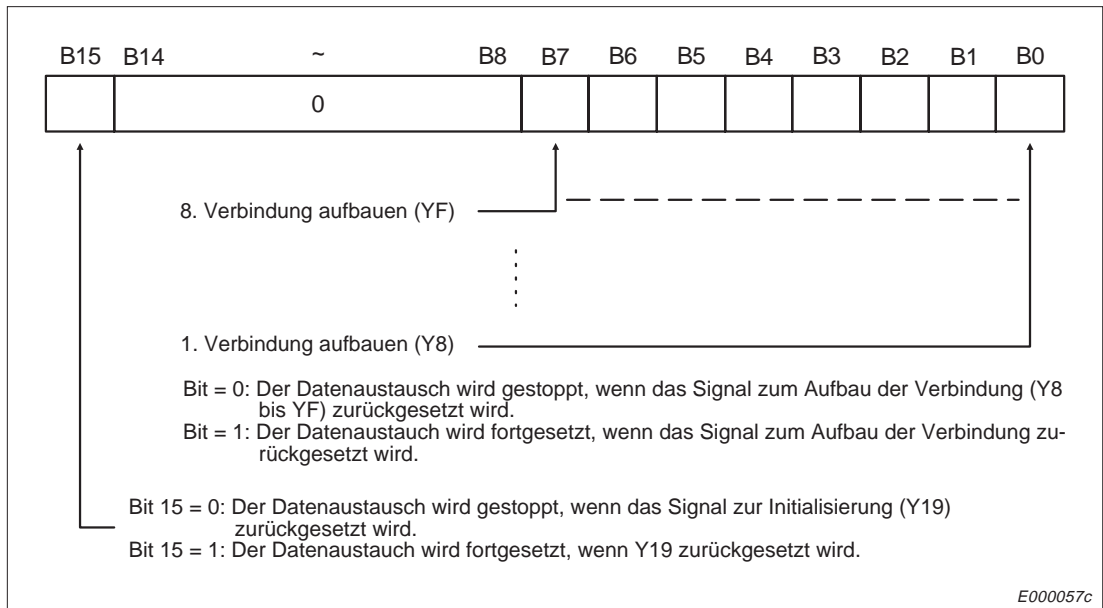 B15 B14 ~ B8 B7 B6 B5 B4 B3 B2 B1 B0
0
8. Verbindung aufbauen (YF)
1. Verbindung aufbauen (Y8)
Bit = 0: Der Datenaustausch wird gestoppt, wenn das Signal zum Aufbau der Verbindung (Y8
bis YF) zurückgesetzt wird.
Bit = 1: Der Datenaustauch wird fortgesetzt, wenn das Signal zum Aufbau der Verbindung zu-
rückgesetzt wird.
Bit 15 = 0: Der Datenaustausch wird gestoppt, wenn das Signal zur Initialisierung (Y19)
zurückgesetzt wird.
Bit 15 = 1: Der Datenaustauch wird fortgesetzt, wenn Y19 zurückgesetzt wird.
E000057c